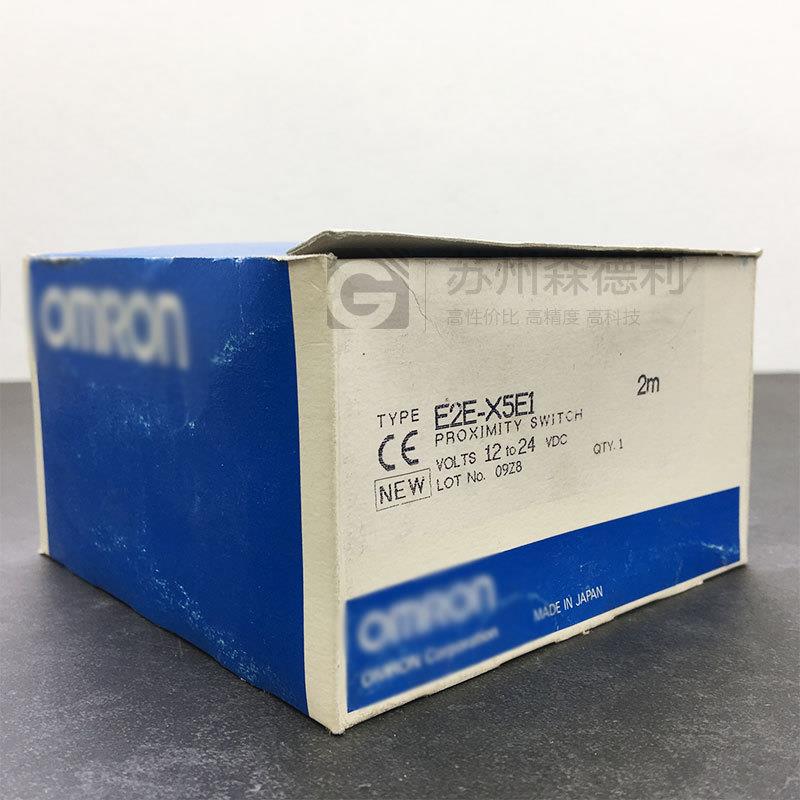 OMRON
G 苏州森德利
高性价比 高精度 高科技
TYPE E2E-X5E1 2m
PROXIMITY SWITCH
CE VOLTS 12 to 24 VDC QTY. 1
NEW LOT No. 09Z8
OMRON
OMRON Corporation
MADE IN JAPAN